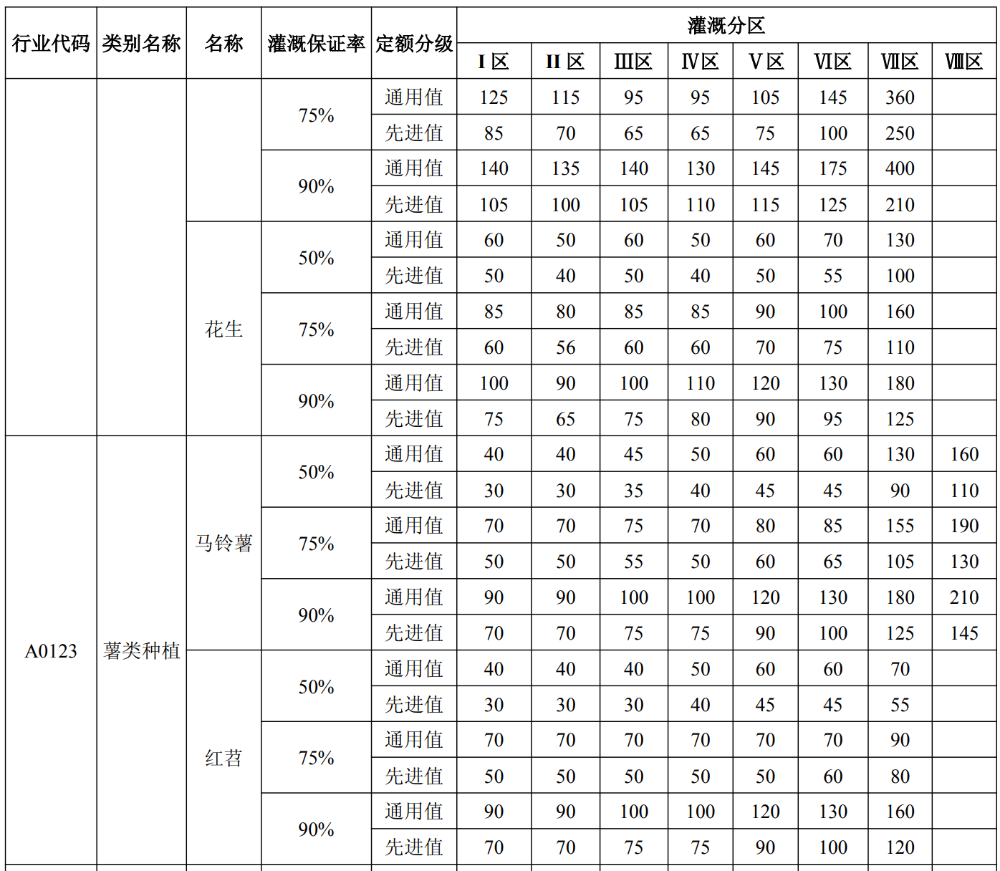 行业代码 类别名称 名称 灌溉保证率 定额分级 灌溉分区
I 区 II 区 Ⅲ区 Ⅳ区 Ⅴ区 Ⅵ区 Ⅶ区 Ⅷ区
75% 通用值 125 115 95 95 105 145 360
先进值 85 70 65 65 75 100 250
90% 通用值 140 135 140 130 145 175 400
先进值 105 100 105 110 115 125 210
花生 50% 通用值 60 50 60 50 60 70 130
先进值 50 40 50 40 50 55 100
75% 通用值 85 80 85 85 90 100 160
先进值 60 56 60 60 70 75 110
90% 通用值 100 90 100 110 120 130 180
先进值 75 65 75 80 90 95 125
A0123 薯类种植 马铃薯 50% 通用值 40 40 45 50 60 60 130 160
先进值 30 30 35 40 45 45 90 110
75% 通用值 70 70 75 70 80 85 155 190
先进值 50 50 55 50 60 65 105 130
90% 通用值 90 90 100 100 120 130 180 210
先进值 70 70 75 75 90 100 125 145
红苕 50% 通用值 40 40 40 50 60 60 70
先进值 30 30 30 40 45 45 55
75% 通用值 70 70 70 70 70 70 90
先进值 50 50 50 50 50 60 80
90% 通用值 90 90 100 100 120 130 160
先进值 70 70 75 75 90 100 120